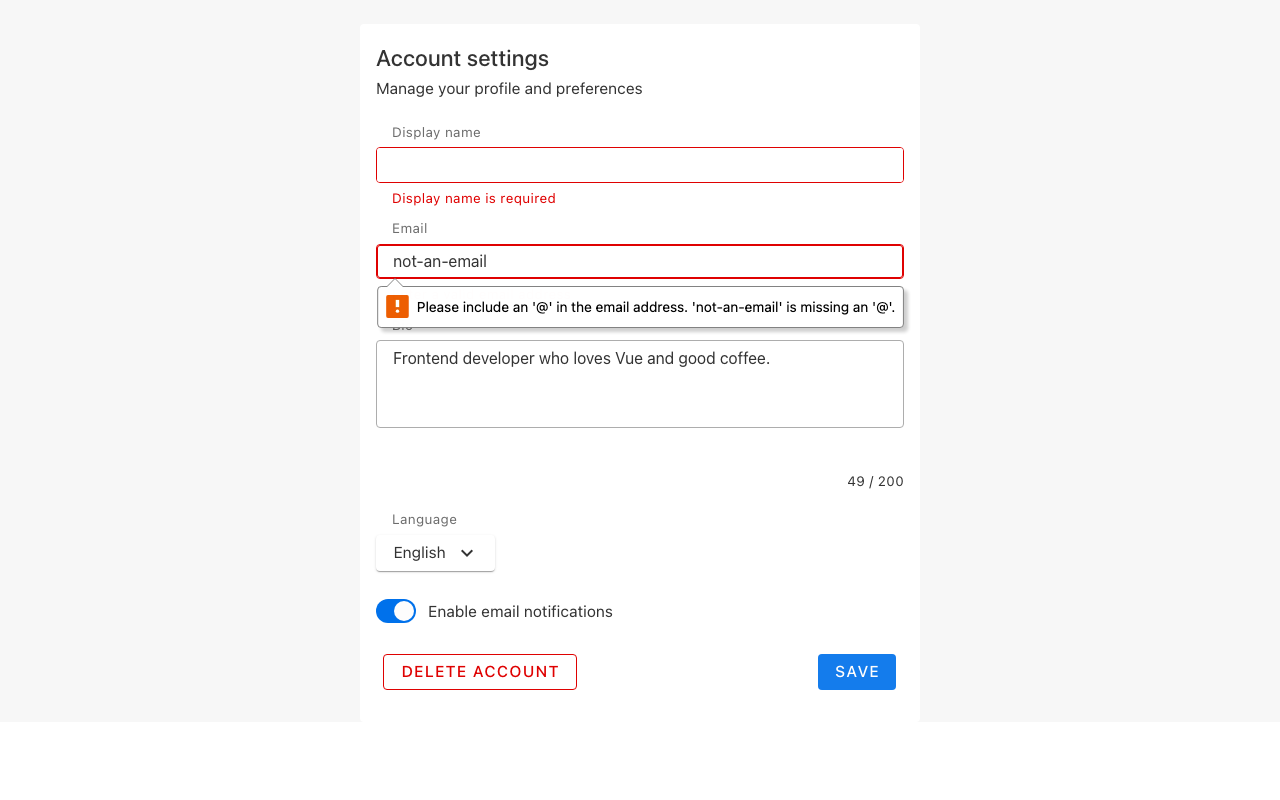 Account settings
Manage your profile and preferences
Display name
Display name is required
Email
not-an-email
Please include an '@' in the email address. 'not-an-email' is missing an '@'.
Frontend developer who loves Vue and good coffee.
49 / 200
Language
English
Enable email notifications
DELETE ACCOUNT
SAVE